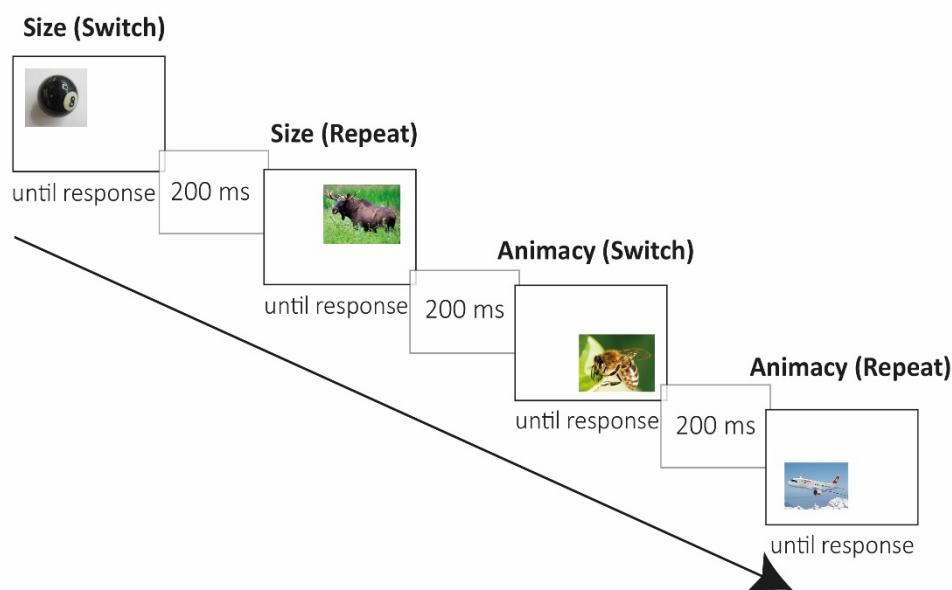 Size (Switch)
8
until response
200 ms
Size (Repeat)
until response
200 ms
Animacy (Switch)
until response
200 ms
Animacy (Repeat)
until response